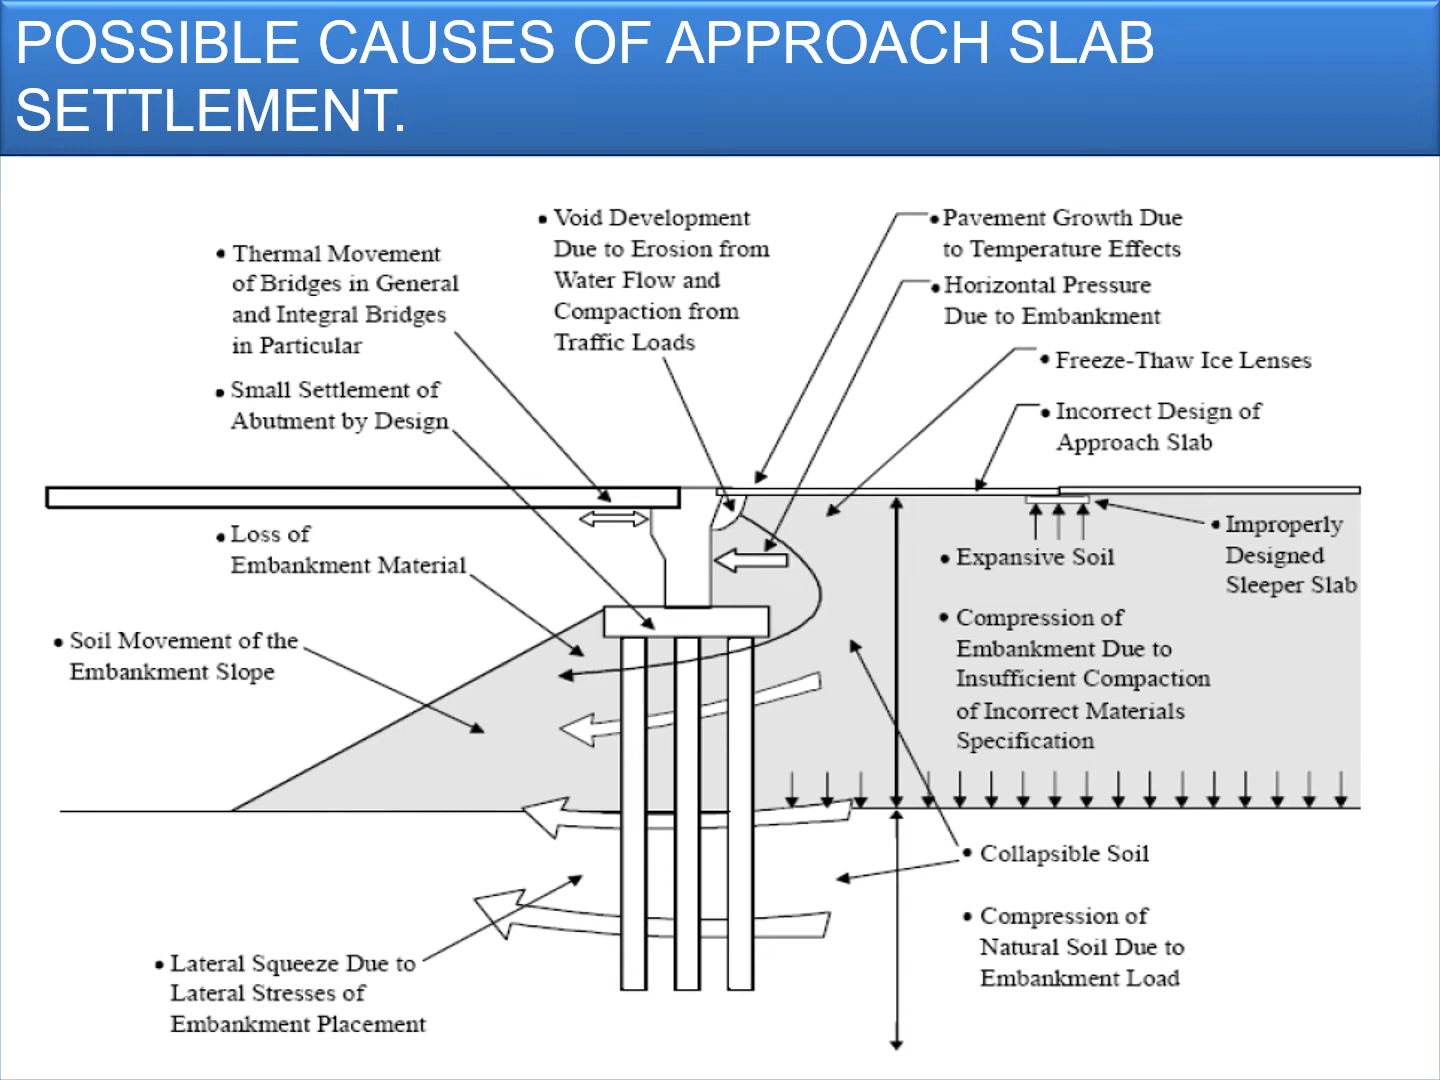 POSSIBLE CAUSES OF APPROACH SLAB
SETTLEMENT.
• Thermal Movement
of Bridges in General
and Integral Bridges
in Particular
• Small Settlement of
Abutment by Design
• Void Development
Due to Erosion from
Water Flow and
Compaction from
Traffic Loads
• Pavement Growth Due
to Temperature Effects
• Horizontal Pressure
Due to Embankment
• Freeze-Thaw Ice Lenses
• Incorrect Design of
Approach Slab
• Loss of
Embankment Material
• Soil Movement of the
Embankment Slope
• Improperly
Designed
Sleeper Slab
• Expansive Soil
• Compression of
Embankment Due to
Insufficient Compaction
of Incorrect Materials
Specification
• Collapsible Soil
• Compression of
Natural Soil Due to
Embankment Load
• Lateral Squeeze Due to
Lateral Stresses of
Embankment Placement